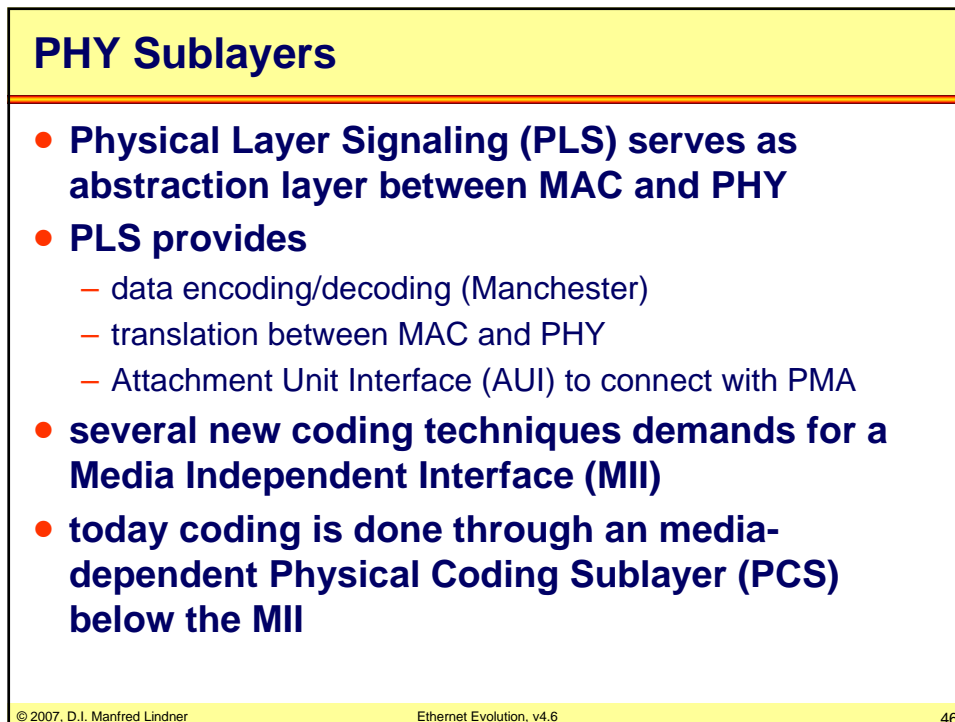 PHY Sublayers
• Physical Layer Signaling (PLS) serves as
abstraction layer between MAC and PHY
• PLS provides
– data encoding/decoding (Manchester)
– translation between MAC and PHY
– Attachment Unit Interface (AUI) to connect with PMA
• several new coding techniques demands for a
Media Independent Interface (MII)
• today coding is done through an media-
dependent Physical Coding Sublayer (PCS)
below the MII
© 2007, D.I. Manfred Lindner
Ethernet Evolution, v4.6
46